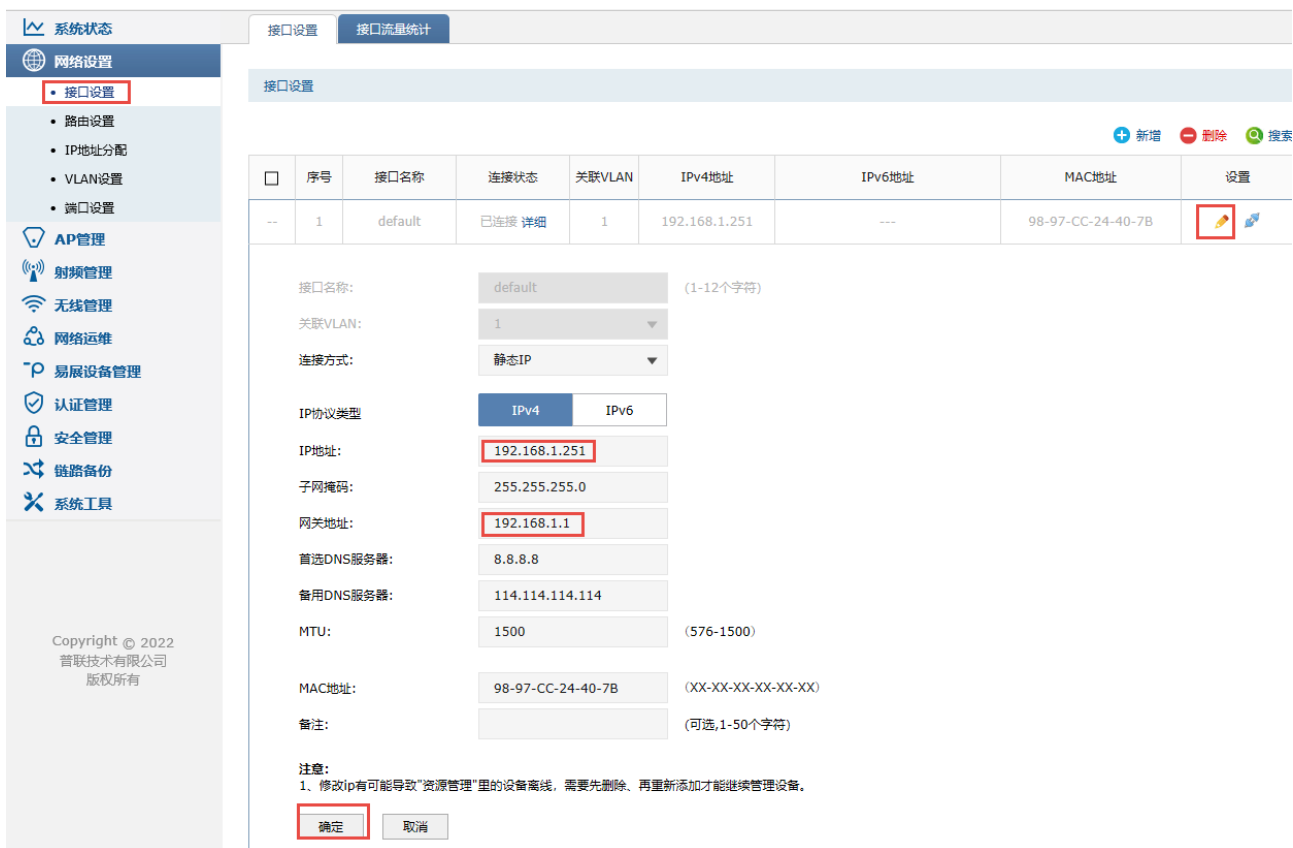 系统状态
网络设置
• 接口设置
• 路由设置
• IP地址分配
• VLAN设置
• 端口设置
AP管理
射频管理
无线管理
网络运维
易展设备管理
认证管理
安全管理
链路备份
系统工具
Copyright © 2022
普联技术有限公司
版权所有
接口设置 接口流量统计
接口设置
新增 删除 搜索
序号 接口名称 连接状态 关联VLAN IPv4地址 IPv6地址 MAC地址 设置
-- 1 default 已连接 详细 1 192.168.1.251 --- 98-97-CC-24-40-7B
接口名称: default (1-12个字符)
关联VLAN: 1
连接方式: 静态IP
IP协议类型 IPv4 IPv6
IP地址: 192.168.1.251
子网掩码: 255.255.255.0
网关地址: 192.168.1.1
首选DNS服务器: 8.8.8.8
备用DNS服务器: 114.114.114.114
MTU: 1500 (576-1500)
MAC地址: 98-97-CC-24-40-7B (XX-XX-XX-XX-XX-XX)
备注: (可选,1-50个字符)
注意:
1、修改ip有可能导致"资源管理"里的设备离线，需要先删除、再重新添加才能继续管理设备。
确定 取消